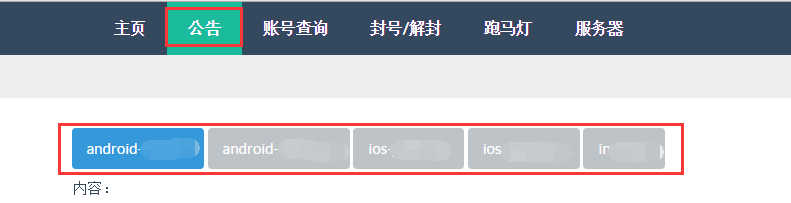 主页 公告 账号查询 封号/解封 跑马灯 服务器
android- android- ios- ios
内容：